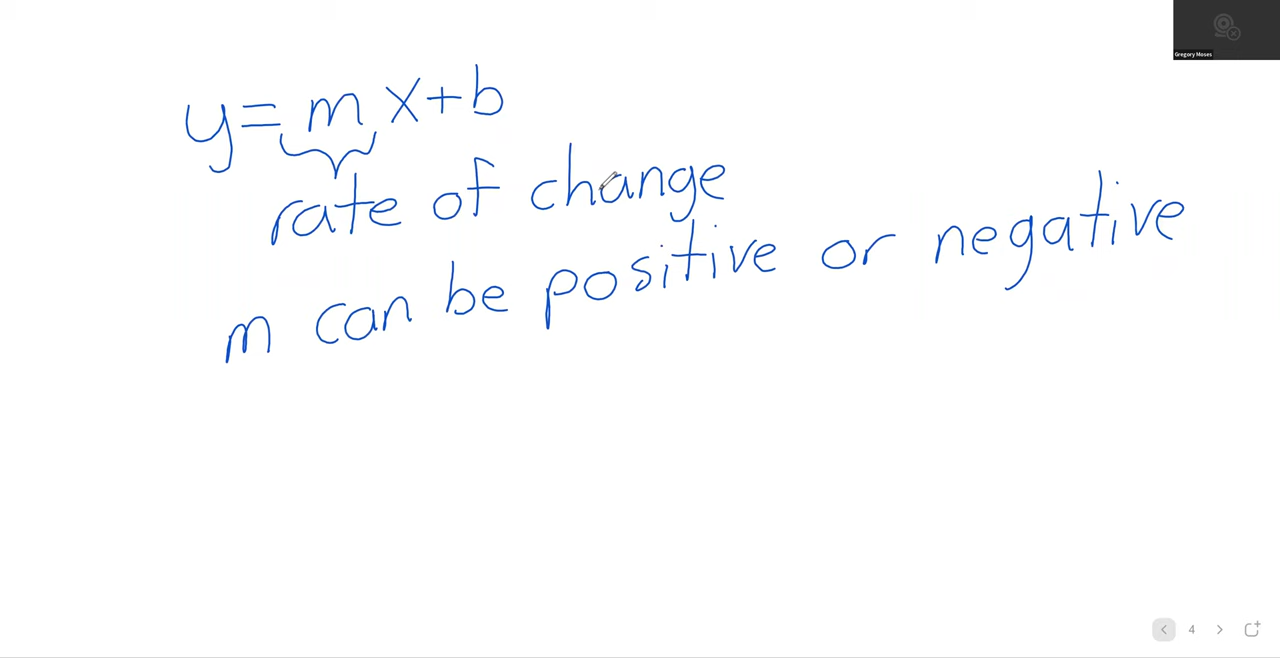 Gregory Moses
y=mx+b
rate of change
m can be positive or negative
4